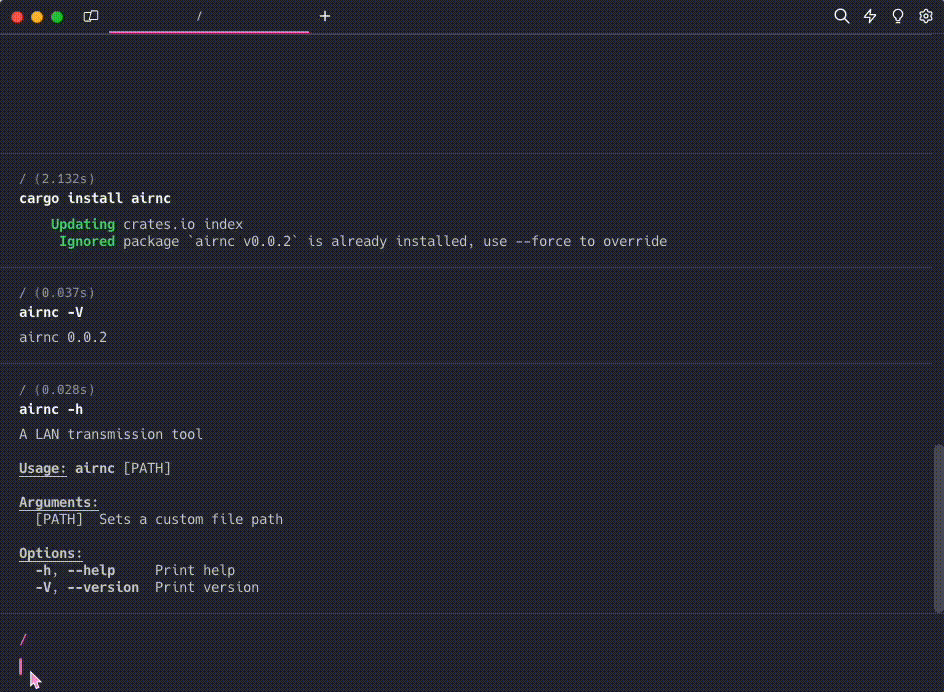 /
/ (2.132s)
cargo install airnc
Updating crates.io index
Ignored package `airnc v0.0.2` is already installed, use --force to override
/ (0.037s)
airnc -V
airnc 0.0.2
/ (0.028s)
airnc -h
A LAN transmission tool
Usage: airnc [PATH]
Arguments:
[PATH]  Sets a custom file path
Options:
-h, --help     Print help
-V, --version  Print version
/